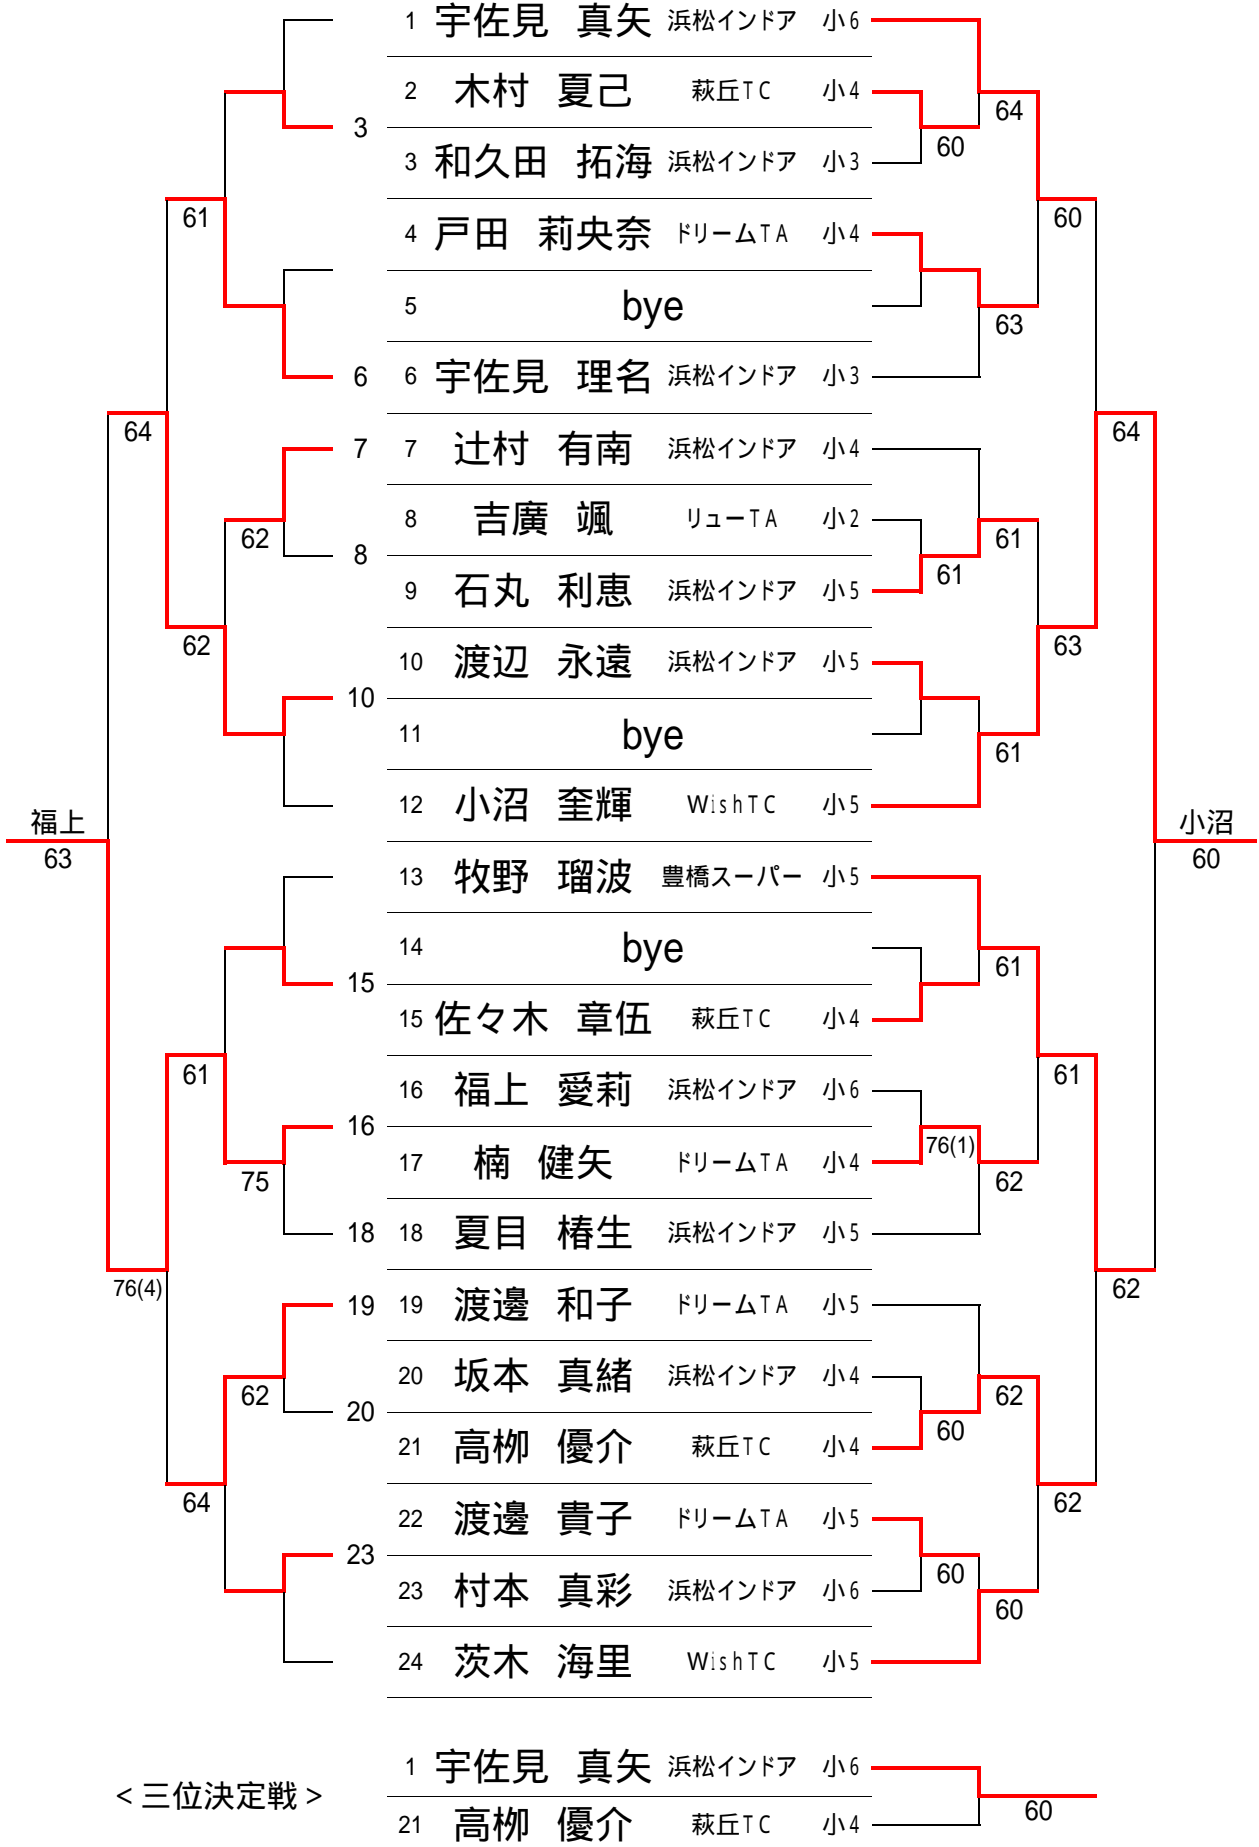 1 宇佐見 真矢 浜松インドア 小6
2 木村 夏己 萩丘TC 小4
64
3
60
3 和久田 拓海 浜松インドア 小3
61
60
4 戸田 莉央奈 ドリームTA 小4
5 bye
63
6
6 宇佐見 理名 浜松インドア 小3
64
64
7
7 辻村 有南 浜松インドア 小4
8 吉廣 颯 リューTA 小2
62
61
8
61
9 石丸 利恵 浜松インドア 小5
62
63
10 渡辺 永遠 浜松インドア 小5
10
11 bye
61
12 小沼 奎輝 WishTC 小5
福上
小沼
63
60
13 牧野 瑠波 豊橋スーパー 小5
14 bye
61
15
15 佐々木 章伍 萩丘TC 小4
61
61
16 福上 愛莉 浜松インドア 小6
16
76(1)
17 楠 健矢 ドリームTA 小4
75
62
18
18 夏目 椿生 浜松インドア 小5
76(4)
62
19
19 渡邊 和子 ドリームTA 小5
20 坂本 真緒 浜松インドア 小4
62
62
20
60
21 高栁 優介 萩丘TC 小4
64
62
22 渡邊 貴子 ドリームTA 小5
23
60
23 村本 真彩 浜松インドア 小6
60
24 茨木 海里 WishTC 小5
＜三位決定戦＞
1 宇佐見 真矢 浜松インドア 小6
60
21 高栁 優介 萩丘TC 小4